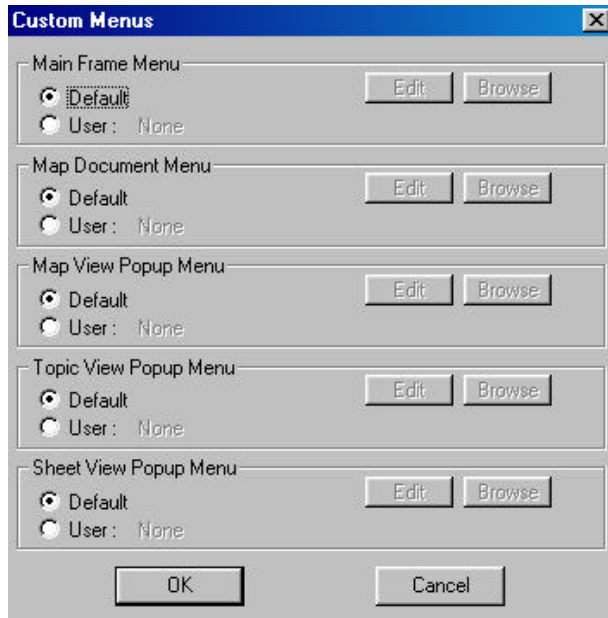 Custom Menus
Main Frame Menu
Default
Edit
Browse
User : None
Map Document Menu
Default
Edit
Browse
User : None
Map View Popup Menu
Default
Edit
Browse
User : None
Topic View Popup Menu
Default
Edit
Browse
User : None
Sheet View Popup Menu
Default
Edit
Browse
User : None
OK
Cancel